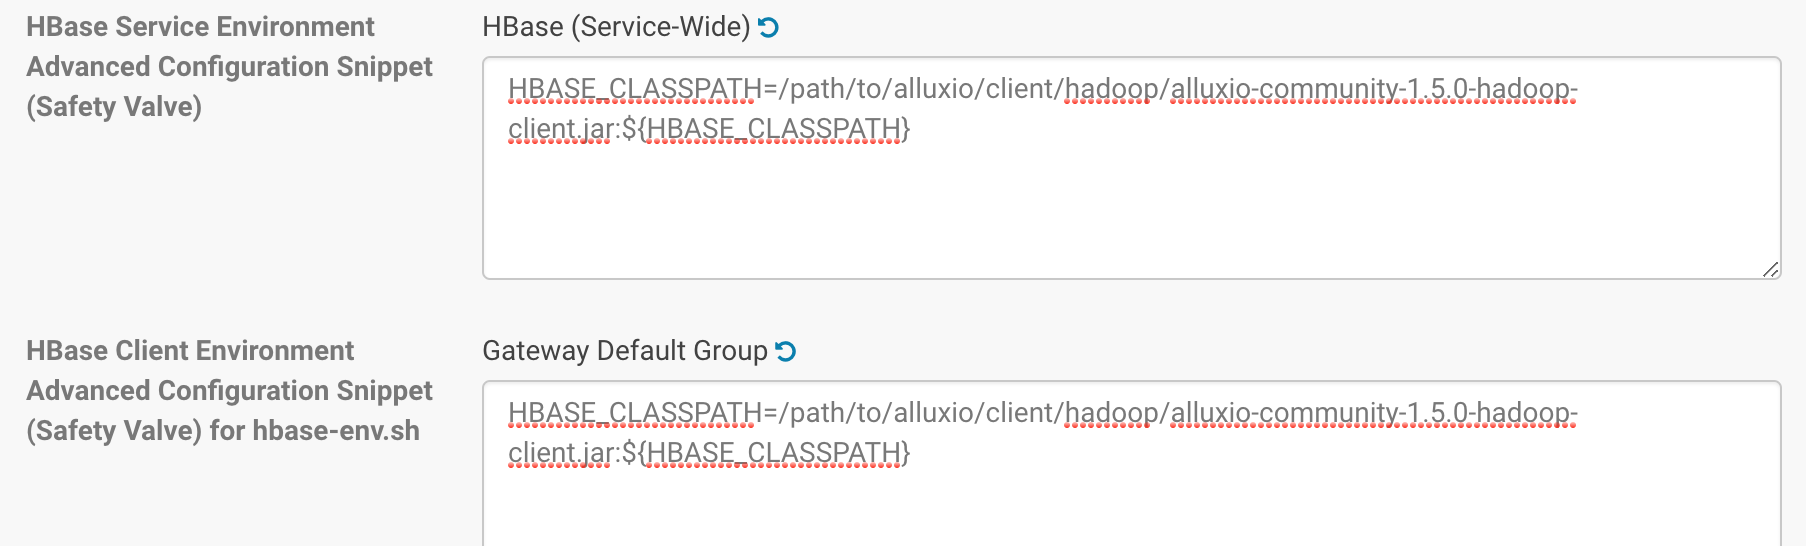 HBase Service Environment
Advanced Configuration Snippet
(Safety Valve)
HBase (Service-Wide)
HBASE_CLASSPATH=/path/to/alluxio/client/hadoop/alluxio-community-1.5.0-hadoop-
client.jar:${HBASE_CLASSPATH}
HBase Client Environment
Advanced Configuration Snippet
(Safety Valve) for hbase-env.sh
Gateway Default Group
HBASE_CLASSPATH=/path/to/alluxio/client/hadoop/alluxio-community-1.5.0-hadoop-
client.jar:${HBASE_CLASSPATH}